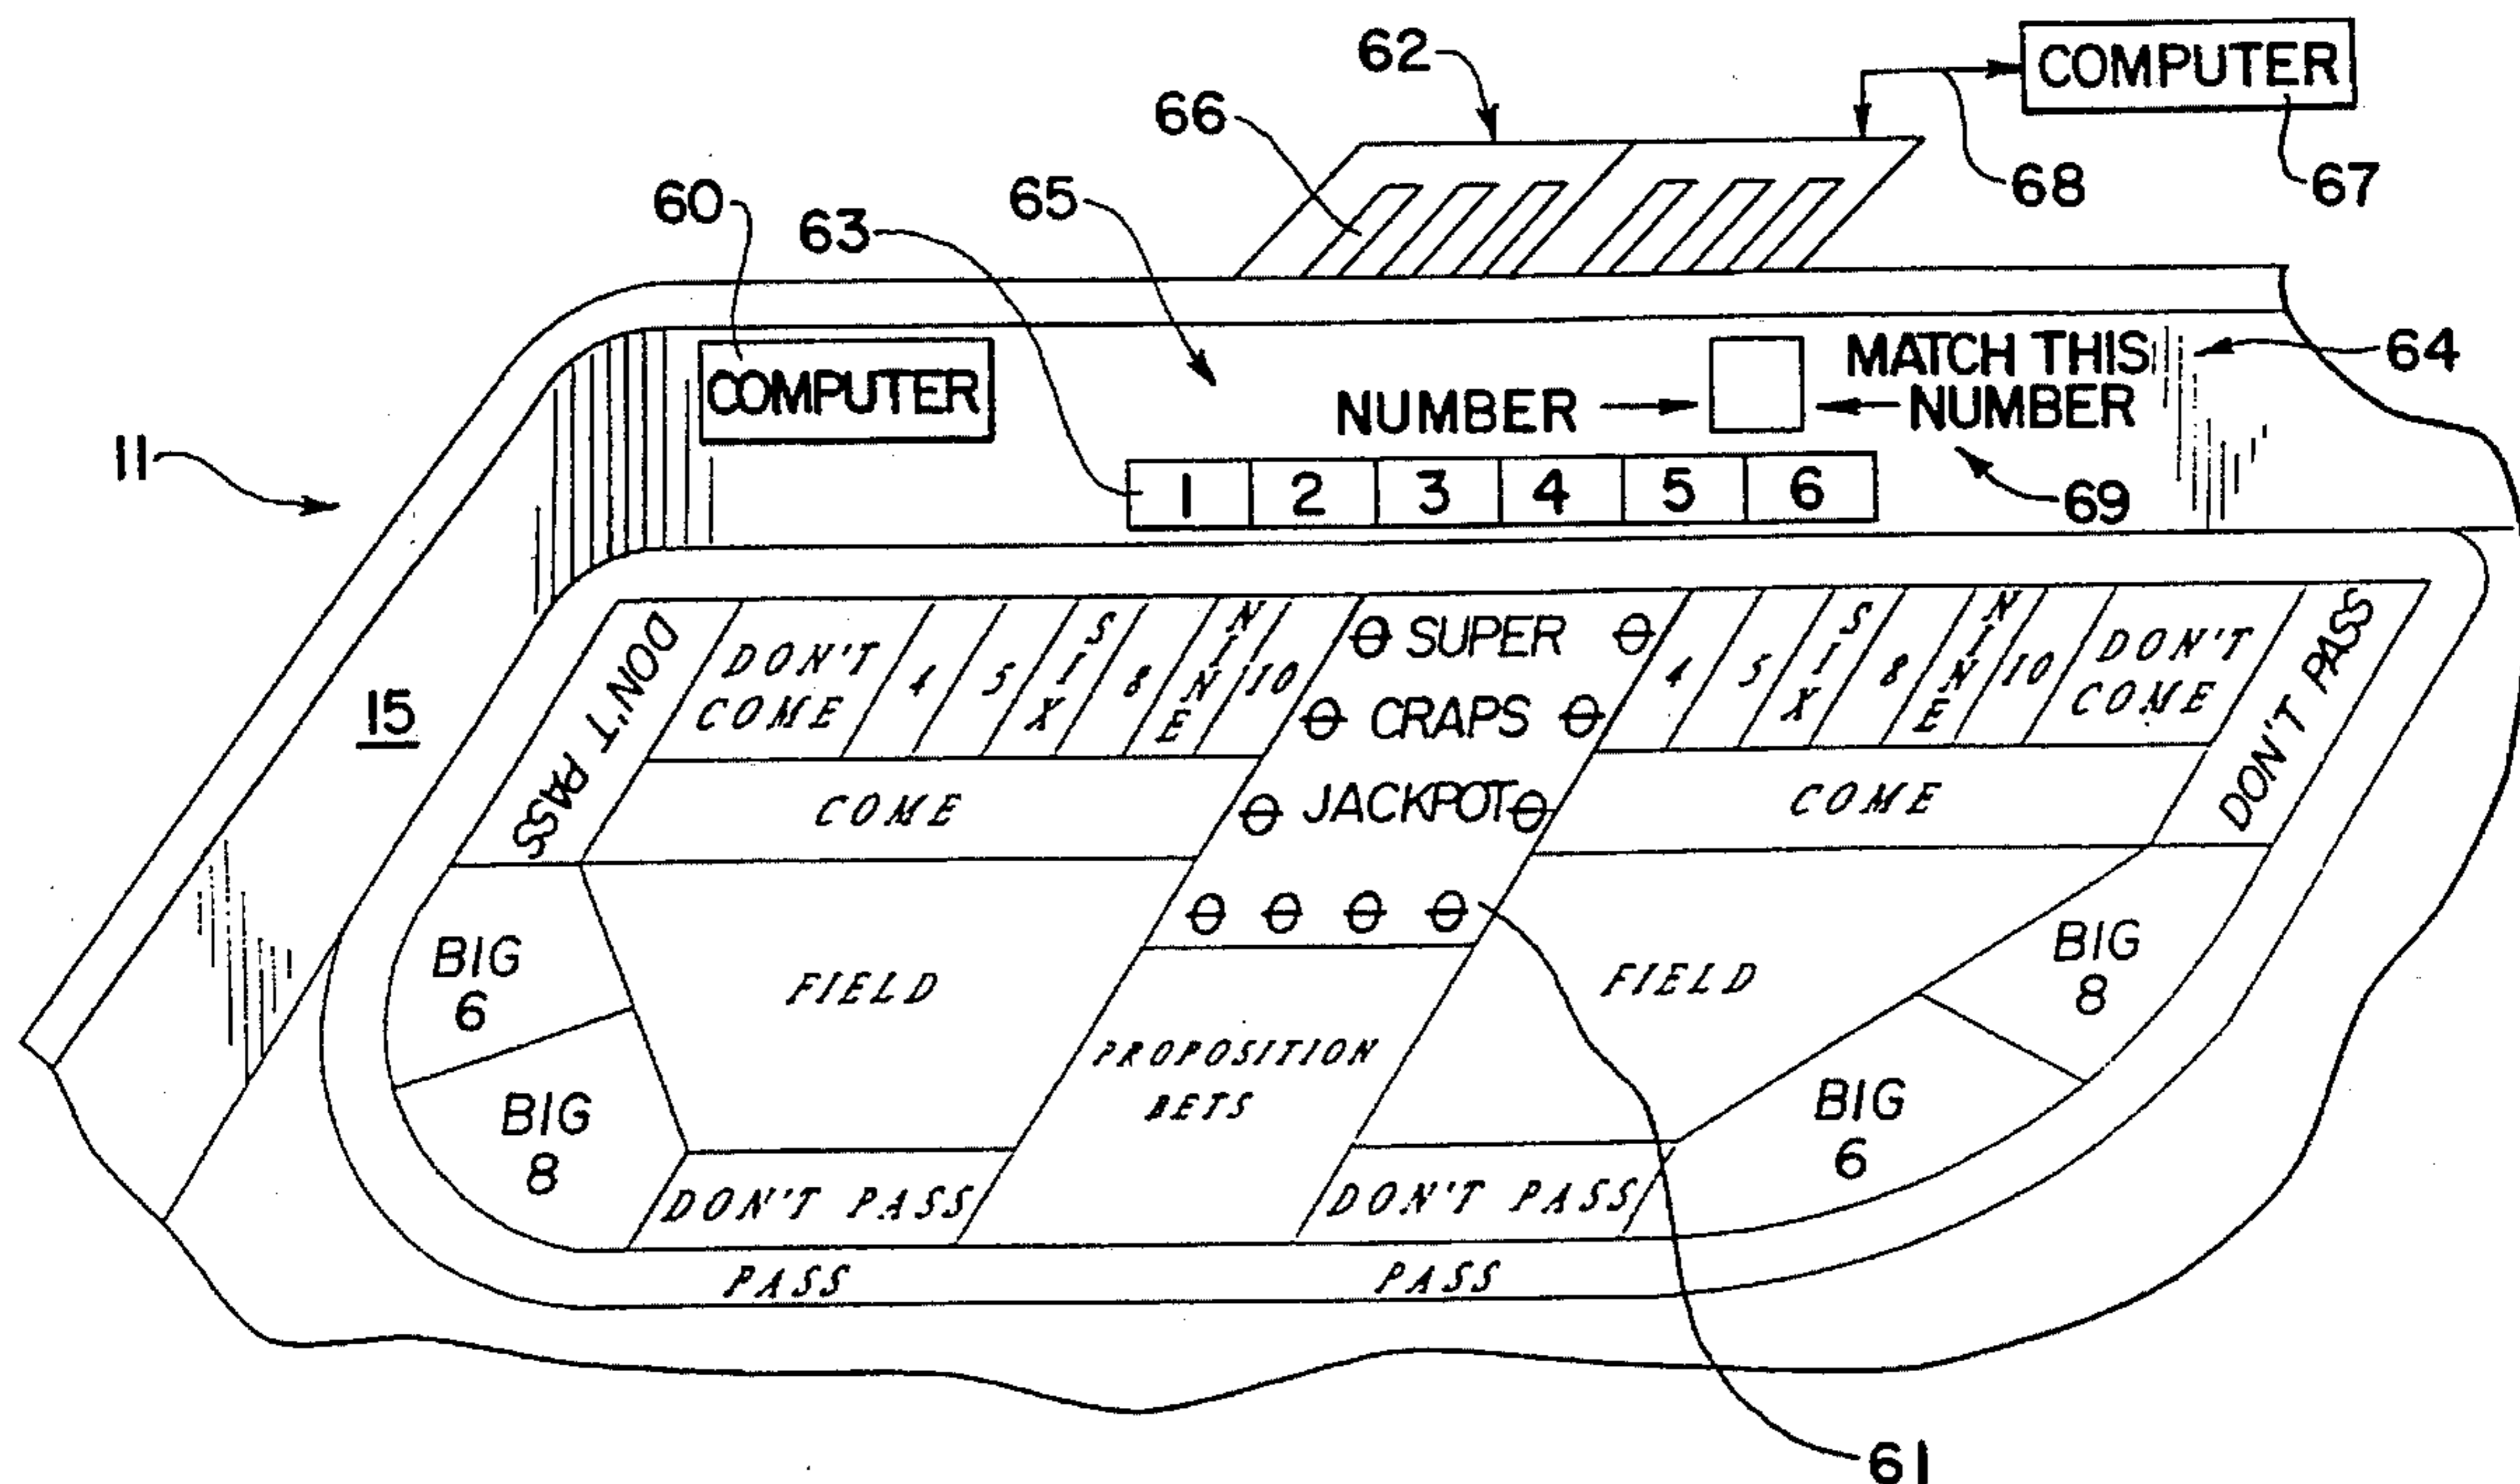 62
COMPUTER
66
68
67
60
63
65
MATCH THIS
64
COMPUTER
NUMBER
NUMBER
11
1 2 3 4 5 6
69
15
DON'T PASS
DON'T COME
4 5 SIX 8 NINE 10
SUPER
CRAPS
JACKPOT
4 5 SIX 8 NINE 10
DON'T COME
DON'T PASS
COME
COME
BIG
6
FIELD
FIELD
BIG
8
PROPOSITION
BETS
BIG
8
BIG
6
DON'T PASS
DON'T PASS
PASS
PASS
61